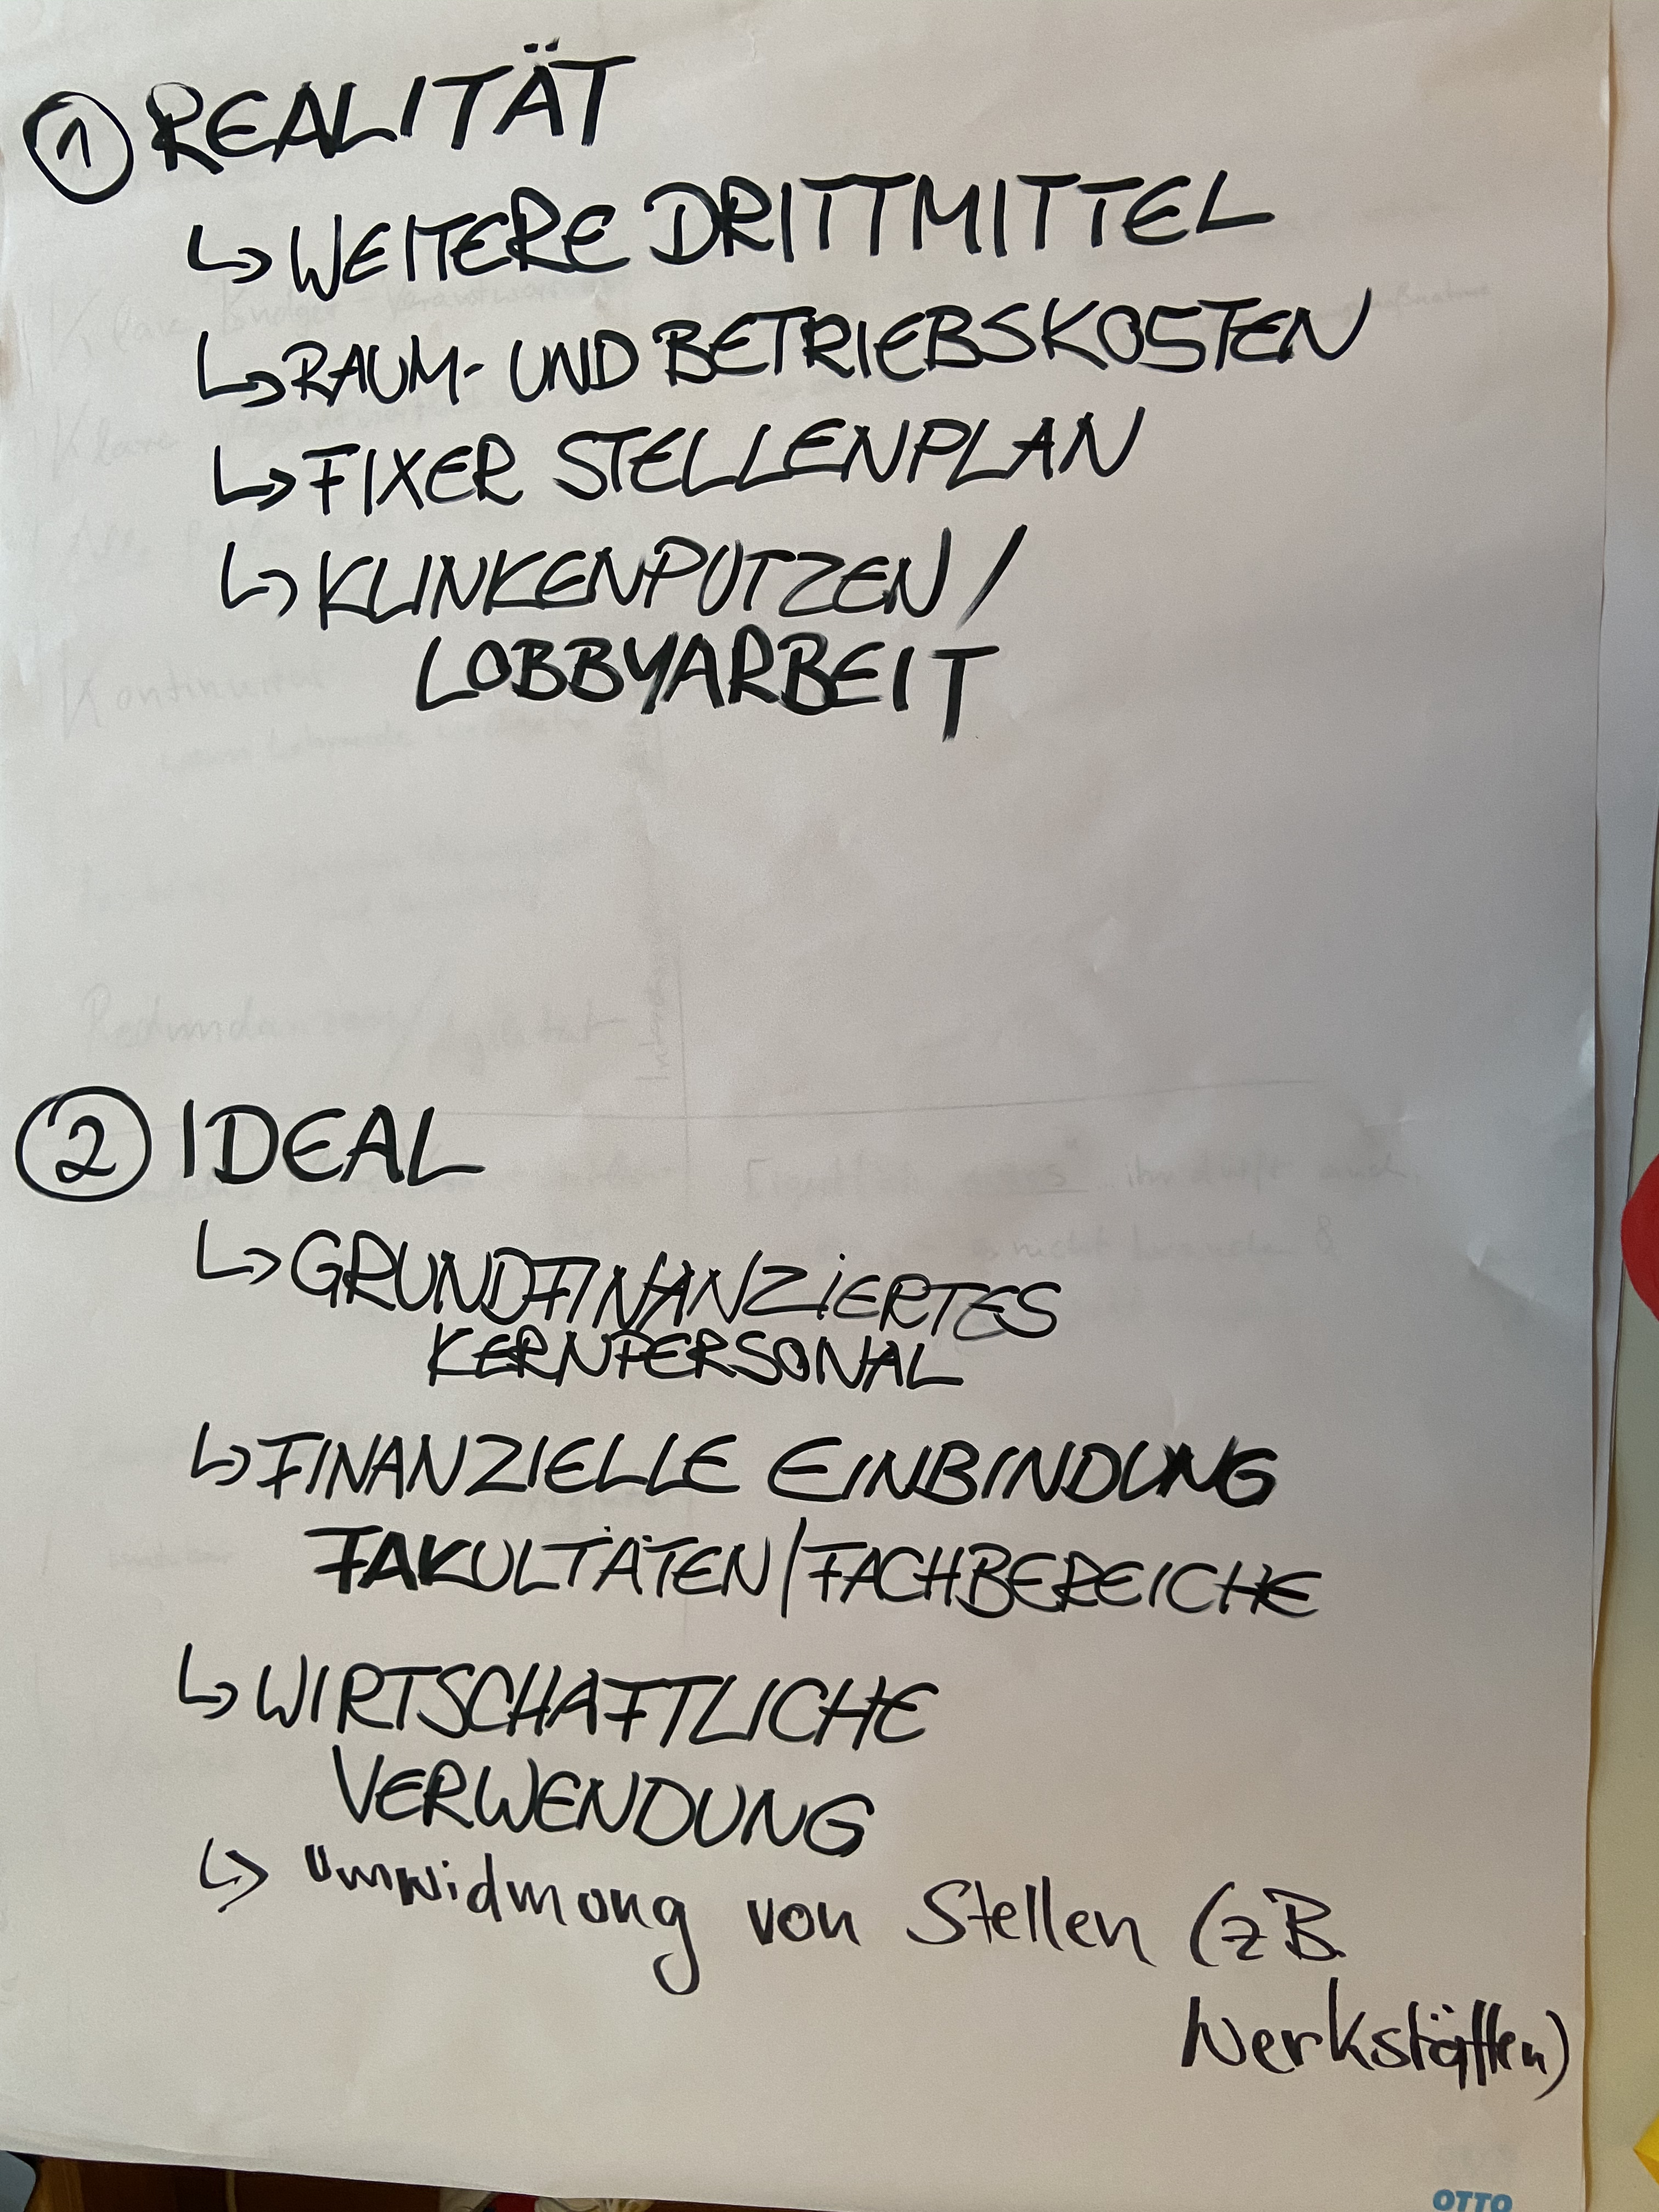 ① REALITÄT
↳ WEITERE DRITTMITTEL
↳ RAUM- UND BETRIEBSKOSTEN
↳ FIXER STELLENPLAN
↳ KLINKENPUTZEN /
LOBBYARBEIT
② IDEAL
↳ GRUNDFINANZIERTES
KERNPERSONAL
↳ FINANZIELLE EINBINDUNG
FAKULTÄTEN/FACHBEREICHE
↳ WIRTSCHAFTLICHE
VERWENDUNG
↳ Umwidmung von Stellen (zB.
Werkstätten)
OTTO